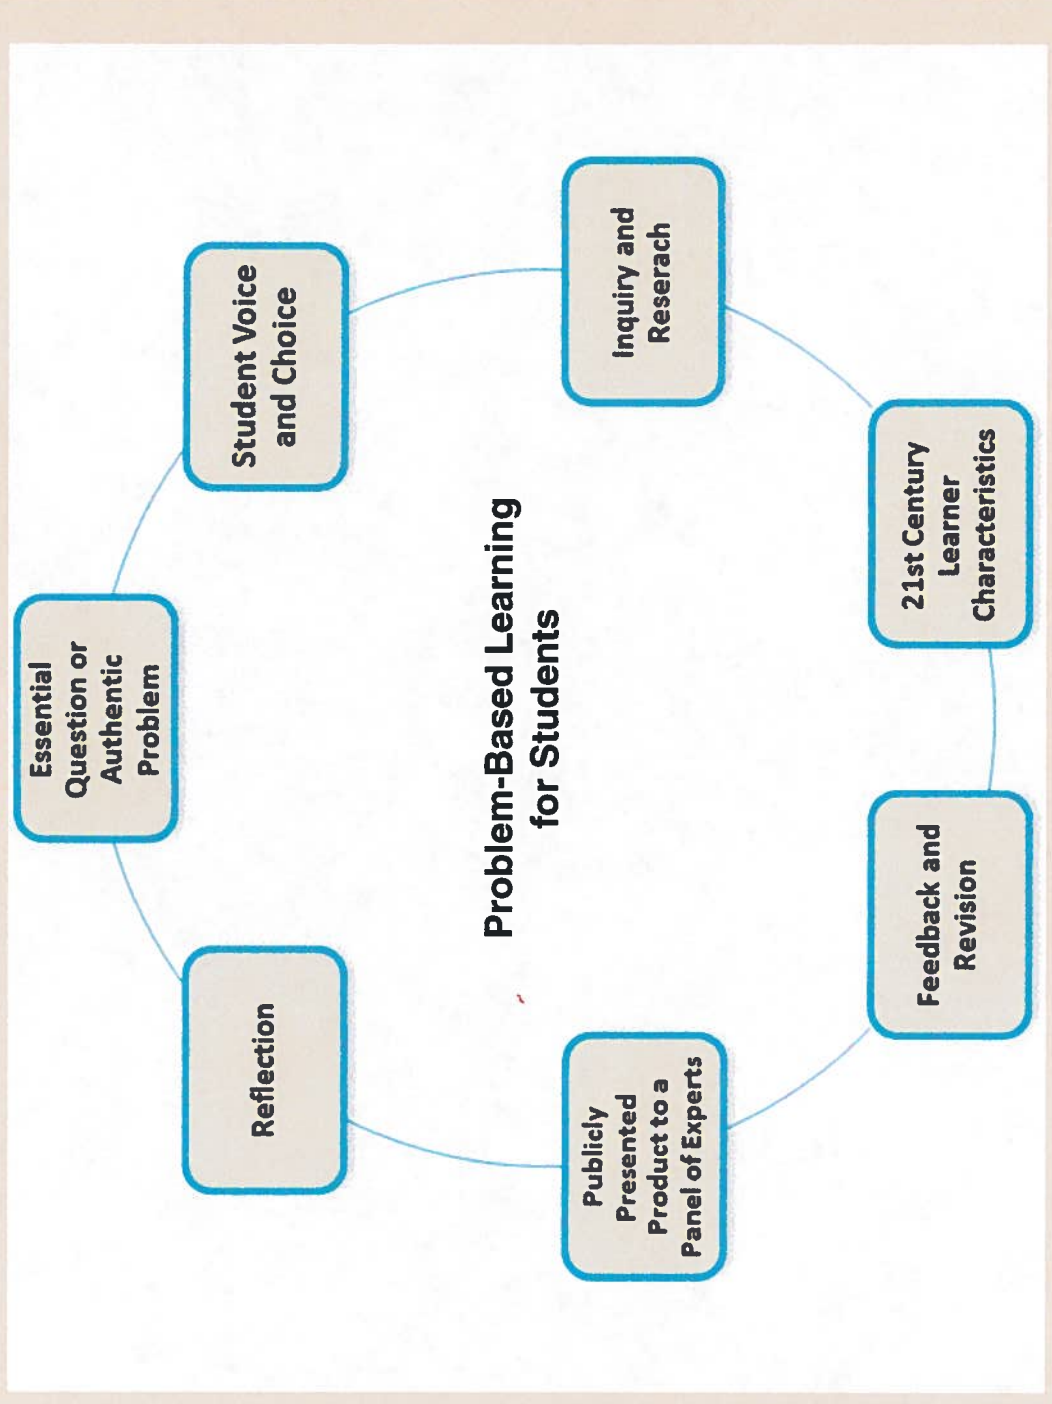 Problem-Based Learning
for Students
Essential
Question or
Authentic
Problem
Student Voice
and Choice
Inquiry and
Reserach
21st Century
Learner
Characteristics
Feedback and
Revision
Publicly
Presented
Product to a
Panel of Experts
Reflection